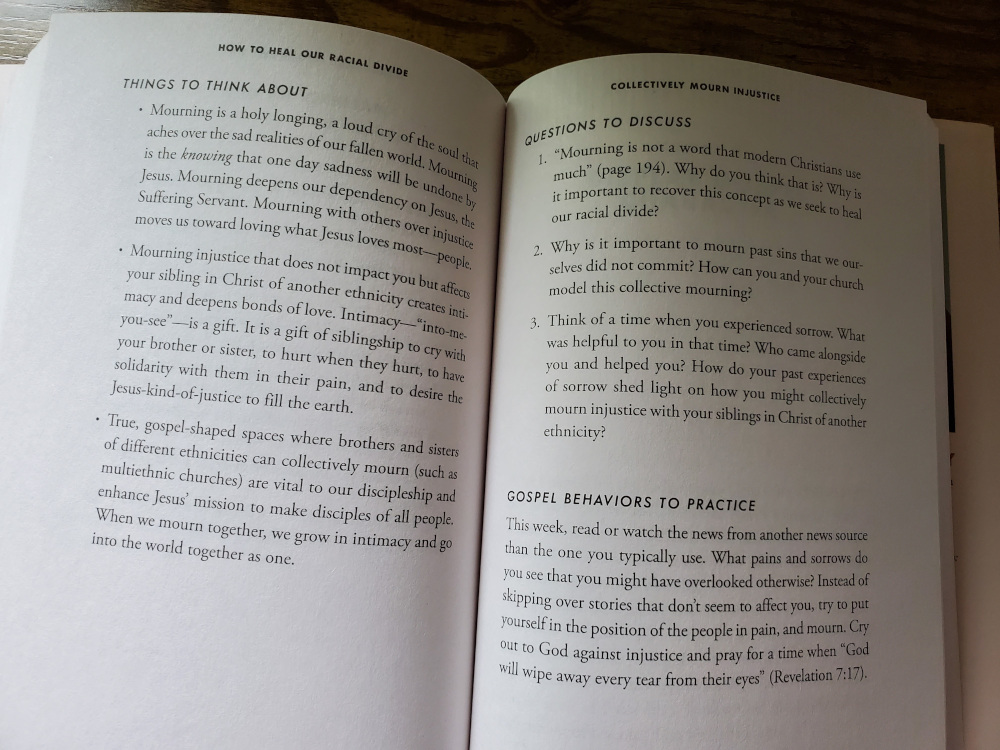 HOW TO HEAL OUR RACIAL DIVIDE
THINGS TO THINK ABOUT
• Mourning is a holy longing, a loud cry of the soul that
aches over the sad realities of our fallen world. Mourning
is the knowing that one day sadness will be undone by
Jesus. Mourning deepens our dependency on Jesus, the
Suffering Servant. Mourning with others over injustice
moves us toward loving what Jesus loves most—people.
• Mourning injustice that does not impact you but affects
your sibling in Christ of another ethnicity creates inti-
macy and deepens bonds of love. Intimacy—“into-me-
you-see”—is a gift. It is a gift of siblingship to cry with
your brother or sister, to hurt when they hurt, to have
solidarity with them in their pain, and to desire the
Jesus-kind-of-justice to fill the earth.
• True, gospel-shaped spaces where brothers and sisters
of different ethnicities can collectively mourn (such as
multiethnic churches) are vital to our discipleship and
enhance Jesus’ mission to make disciples of all people.
When we mourn together, we grow in intimacy and go
into the world together as one.
COLLECTIVELY MOURN INJUSTICE
QUESTIONS TO DISCUSS
1. “Mourning is not a word that modern Christians use
much” (page 194). Why do you think that is? Why is
it important to recover this concept as we seek to heal
our racial divide?
2. Why is it important to mourn past sins that we our-
selves did not commit? How can you and your church
model this collective mourning?
3. Think of a time when you experienced sorrow. What
was helpful to you in that time? Who came alongside
you and helped you? How do your past experiences
of sorrow shed light on how you might collectively
mourn injustice with your siblings in Christ of another
ethnicity?
GOSPEL BEHAVIORS TO PRACTICE
This week, read or watch the news from another news source
than the one you typically use. What pains and sorrows do
you see that you might have overlooked otherwise? Instead of
skipping over stories that don’t seem to affect you, try to put
yourself in the position of the people in pain, and mourn. Cry
out to God against injustice and pray for a time when “God
will wipe away every tear from their eyes” (Revelation 7:17).